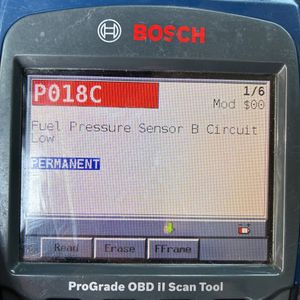 BOSCH
P018C 1/6
Mod $00
Fuel Pressure Sensor B Circuit
Low
PERMANENT
Read Erase FFrame
ProGrade OBD II Scan Tool